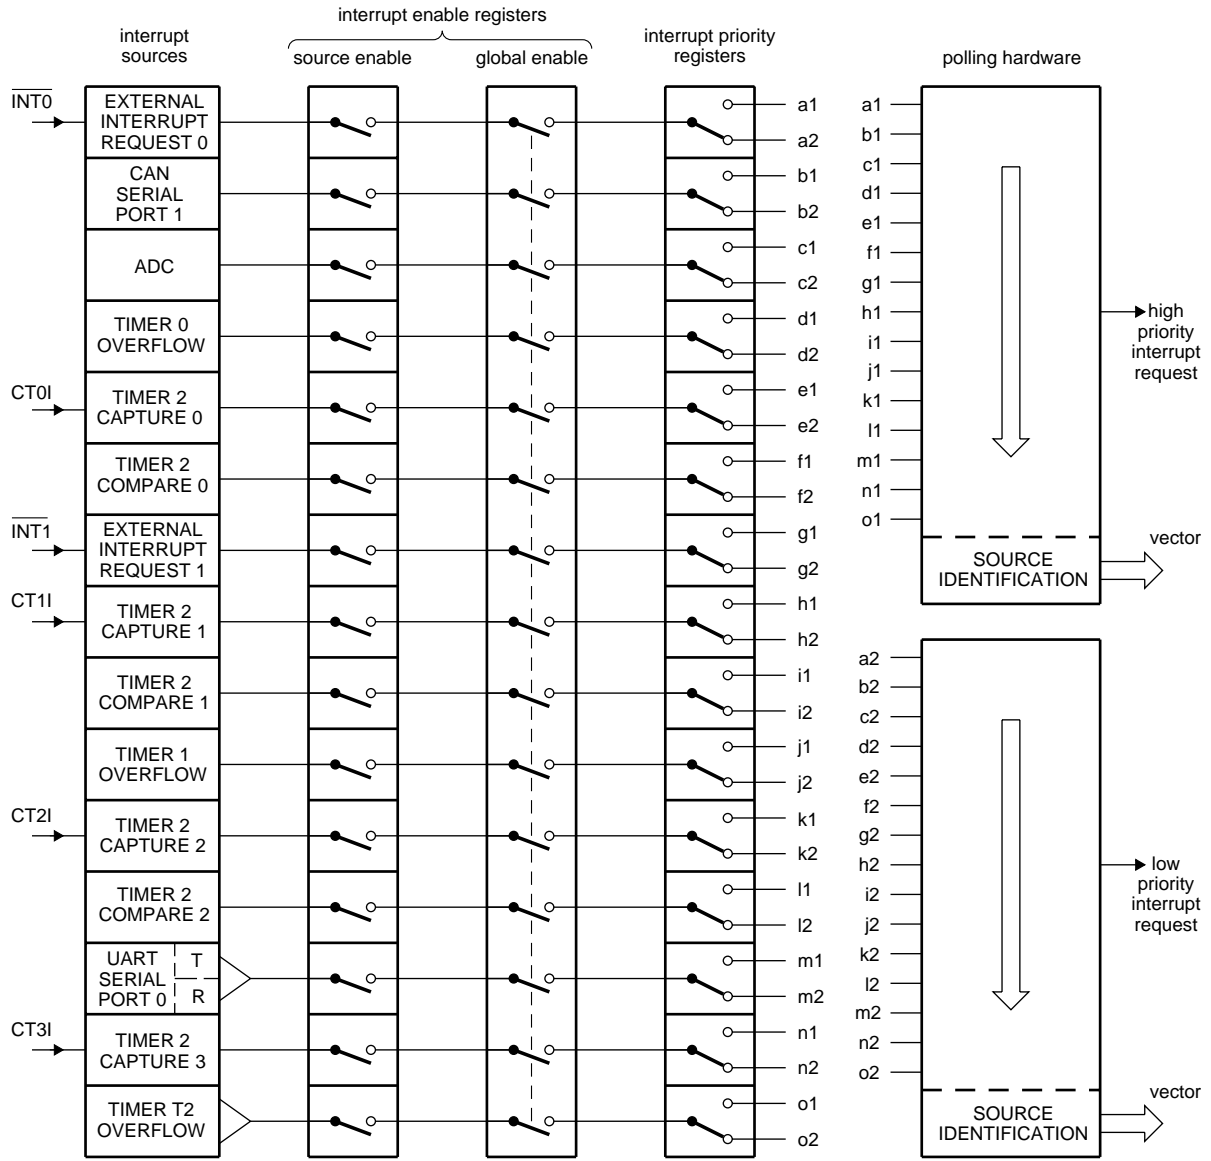 interrupt enable registers
interrupt
sources
source enable
global enable
interrupt priority
registers
polling hardware
INT0
EXTERNAL
INTERRUPT
REQUEST 0
a1
a2
CAN
SERIAL
PORT 1
b1
b2
ADC
c1
c2
TIMER 0
OVERFLOW
d1
d2
CT0I
TIMER 2
CAPTURE 0
e1
e2
TIMER 2
COMPARE 0
f1
f2
INT1
EXTERNAL
INTERRUPT
REQUEST 1
g1
g2
CT1I
TIMER 2
CAPTURE 1
h1
h2
TIMER 2
COMPARE 1
i1
i2
TIMER 1
OVERFLOW
j1
j2
CT2I
TIMER 2
CAPTURE 2
k1
k2
TIMER 2
COMPARE 2
l1
l2
UART
SERIAL
PORT 0
T
R
m1
m2
CT3I
TIMER 2
CAPTURE 3
n1
n2
TIMER T2
OVERFLOW
o1
o2
a1
b1
c1
d1
e1
f1
g1
h1
i1
j1
k1
l1
m1
n1
o1
high
priority
interrupt
request
SOURCE
IDENTIFICATION
vector
a2
b2
c2
d2
e2
f2
g2
h2
i2
j2
k2
l2
m2
n2
o2
low
priority
interrupt
request
SOURCE
IDENTIFICATION
vector